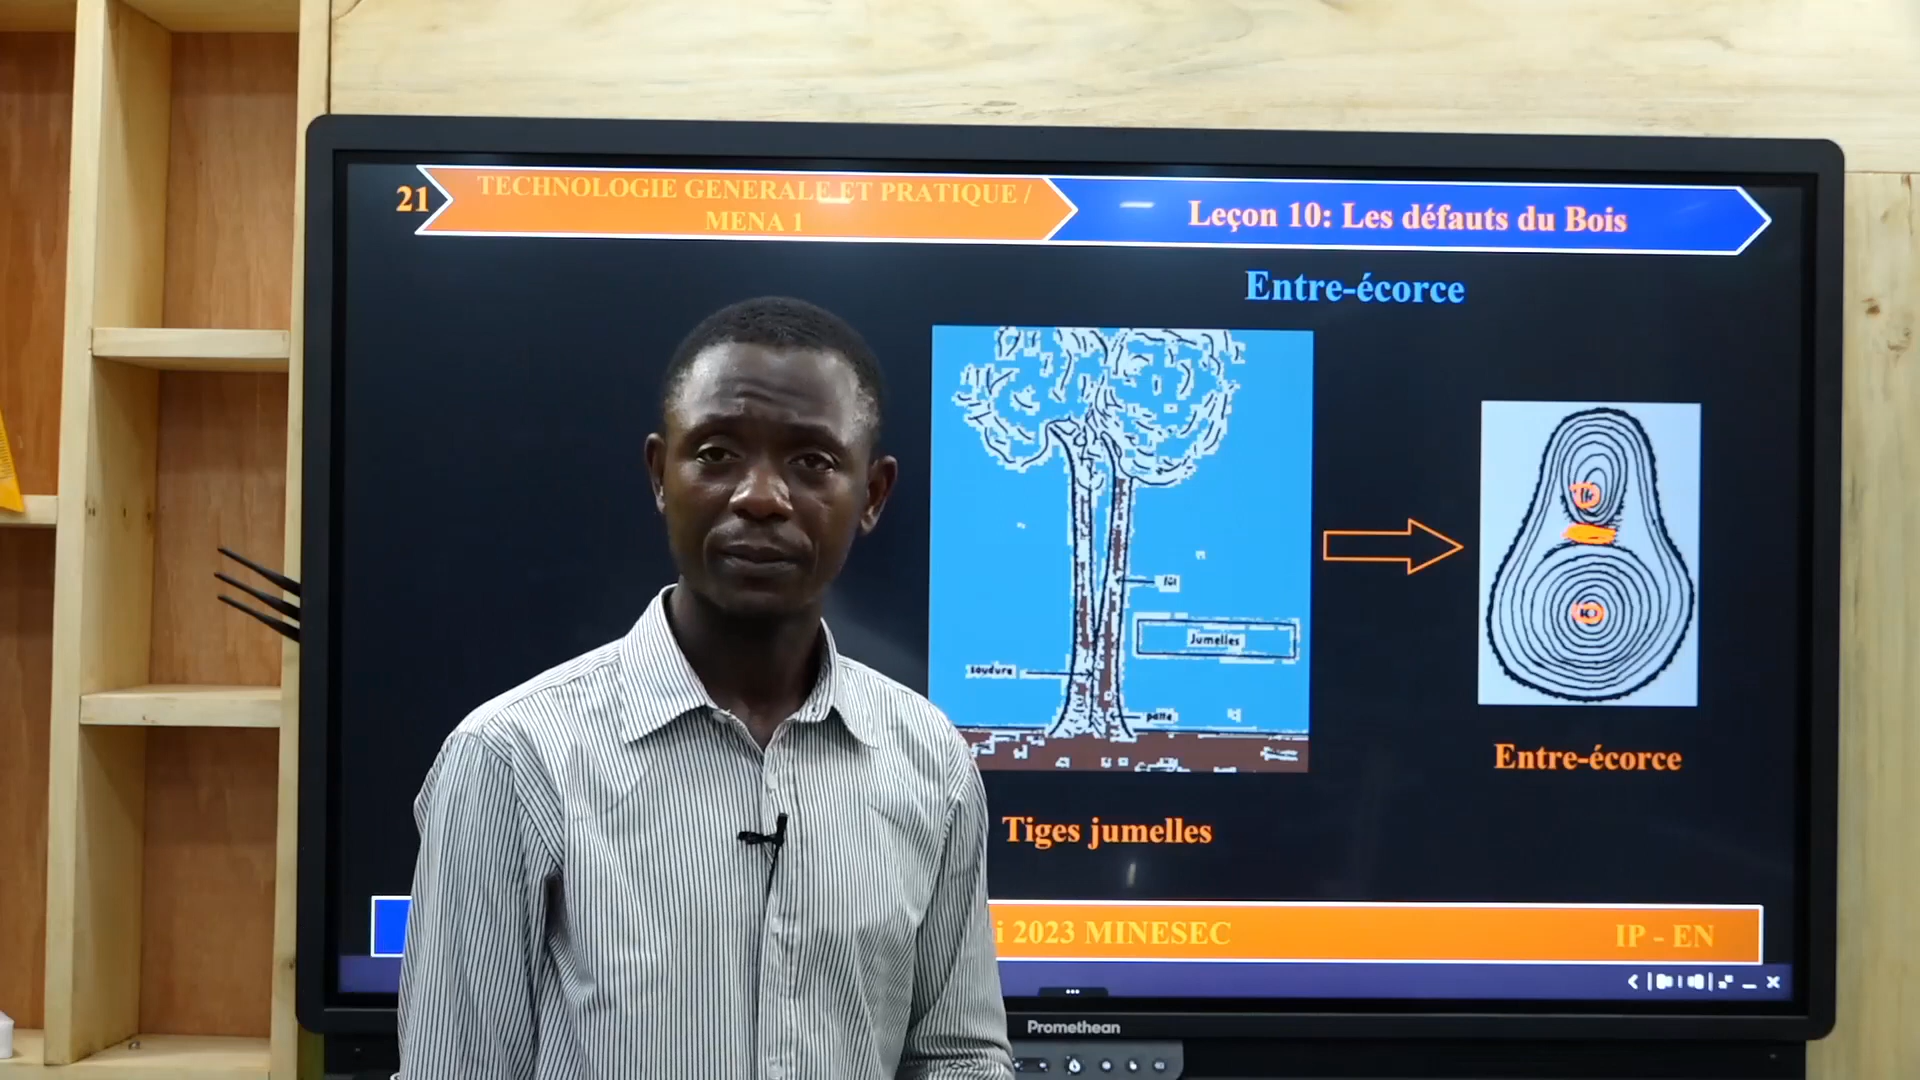 21
TECHNOLOGIE GENERALE ET PRATIQUE /
MENA 1
Leçon 10: Les défauts du Bois
Entre-écorce
fût
Jumelles
soudure
patte
Entre-écorce
Tiges jumelles
i 2023 MINESEC
IP - EN
Promethean